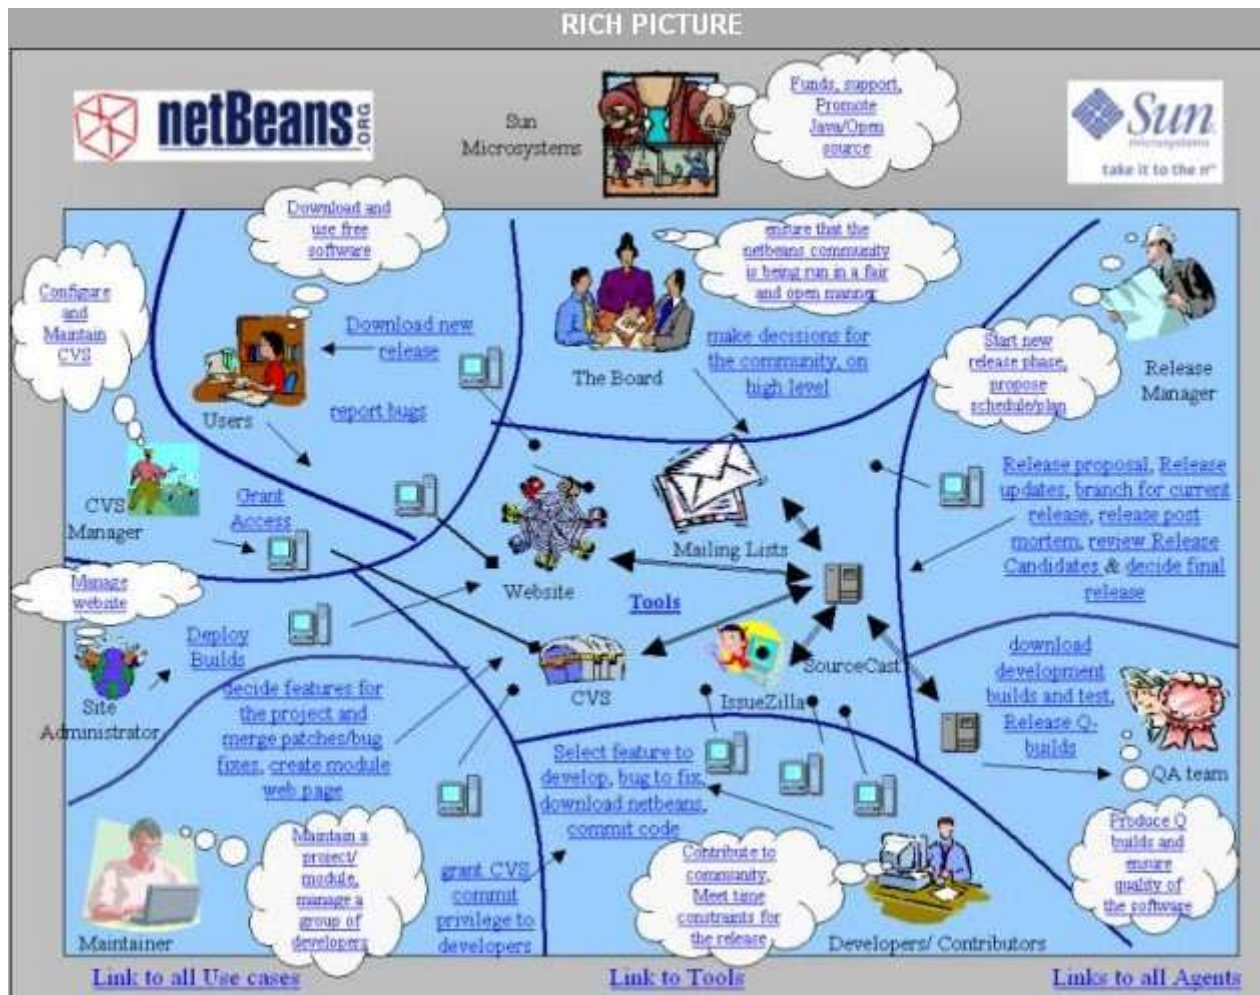 RICH PICTURE
netBeans
.ORG
Sun
Microsystems
Funds, support,
Promote
Java/Open
source
Sun
microsystems
take it to the nth
Download and
use free
software
Configure
and
Maintain
CVS
Download new
release
report bugs
Users
ensure that the
netbeans community
is being run in a fair
and open manner
The Board
make decisions for
the community, on
high level
Start new
release phase,
propose
schedule/plan
Release
Manager
CVS
Manager
Grant
Access
Mailing Lists
Website
Tools
Release proposal, Release
updates, branch for current
release, release post
mortem, review Release
Candidates & decide final
release
Manage
website
Deploy
Builds
Site
Administrator
CVS
IssueZilla
SourceCast
decide features for
the project and
merge patches/bug
fixes, create module
web page
download
development
builds and test,
Release Q-
builds
QA team
Select feature to
develop, bug to fix,
download netbeans,
commit code
Maintain a
project/
module,
manage a
group of
developers
Maintainer
grant CVS
commit
privilege to
developers
Contribute to
community,
Meet time
constraints for
the release
Developers/ Contributors
Produce Q
builds and
ensure
quality of
the software
Link to all Use cases
Link to Tools
Links to all Agents